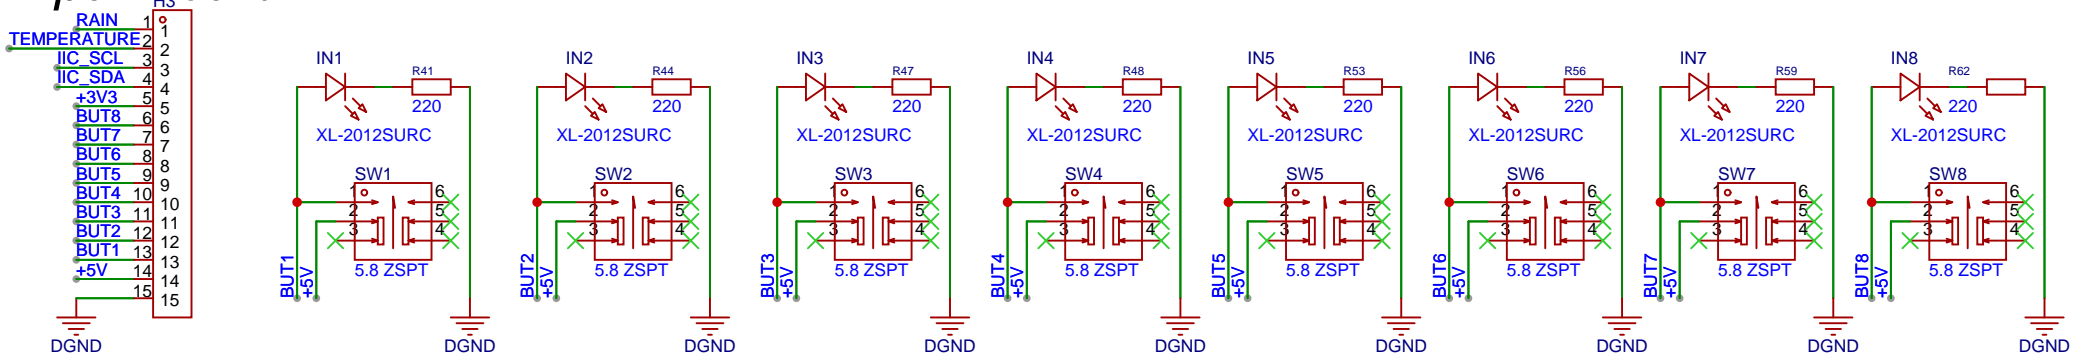 H3
RAIN 1 1
TEMPERATURE 2 2
IIC_SCL 3 3
IIC_SDA 4 4
+3V3 5 5
BUT8 6 6
BUT7 7 7
BUT6 8 8
BUT5 9 9
BUT4 10 10
BUT3 11 11
BUT2 12 12
BUT1 13 13
+5V 14 14
15 15
DGND
IN1
R41
220
XL-2012SURC
SW1
1 6
2 5
3 4
5.8 ZSPT
BUT1
+5V
DGND
IN2
R44
220
XL-2012SURC
SW2
1 6
2 5
3 4
5.8 ZSPT
BUT2
+5V
DGND
IN3
R47
220
XL-2012SURC
SW3
1 6
2 5
3 4
5.8 ZSPT
BUT3
+5V
DGND
IN4
R48
220
XL-2012SURC
SW4
1 6
2 5
3 4
5.8 ZSPT
BUT4
+5V
DGND
IN5
R53
220
XL-2012SURC
SW5
1 6
2 5
3 4
5.8 ZSPT
BUT5
+5V
DGND
IN6
R56
220
XL-2012SURC
SW6
1 6
2 5
3 4
5.8 ZSPT
BUT6
+5V
DGND
IN7
R59
220
XL-2012SURC
SW7
1 6
2 5
3 4
5.8 ZSPT
BUT7
+5V
DGND
IN8
R62
220
XL-2012SURC
SW8
1 6
2 5
3 4
5.8 ZSPT
BUT8
+5V
DGND